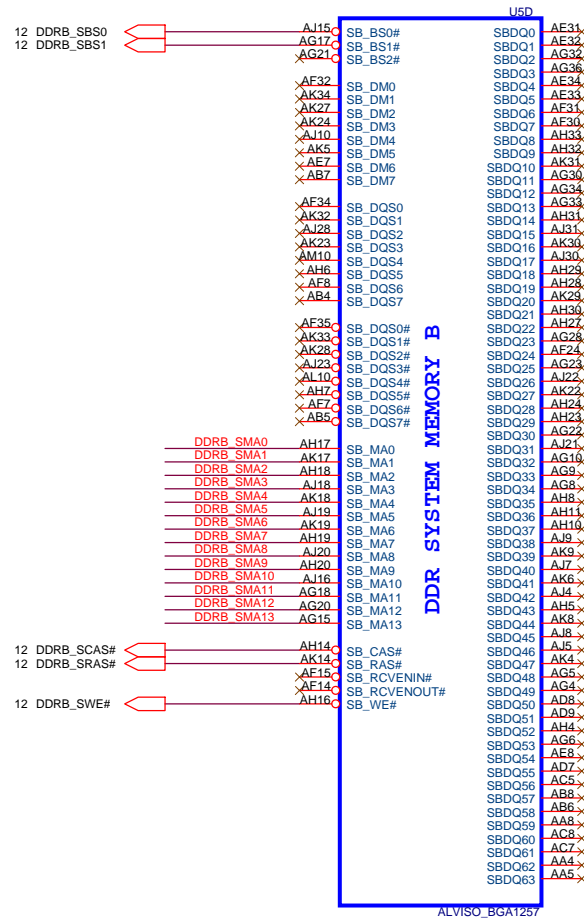 U5D
12 DDRB_SBS0 AJ15 SB_BS0#
12 DDRB_SBS1 AG17 SB_BS1#
AG21 SB_BS2#
AF32 SB_DM0
AK34 SB_DM1
AK27 SB_DM2
AK24 SB_DM3
AJ10 SB_DM4
AK5 SB_DM5
AE7 SB_DM6
AB7 SB_DM7
AF34 SB_DQS0
AK32 SB_DQS1
AJ28 SB_DQS2
AK23 SB_DQS3
AM10 SB_DQS4
AH6 SB_DQS5
AF8 SB_DQS6
AB4 SB_DQS7
AF35 SB_DQS0#
AK33 SB_DQS1#
AK28 SB_DQS2#
AJ23 SB_DQS3#
AL10 SB_DQS4#
AH7 SB_DQS5#
AF7 SB_DQS6#
AB5 SB_DQS7#
DDRB_SMA0 AH17 SB_MA0
DDRB_SMA1 AK17 SB_MA1
DDRB_SMA2 AH18 SB_MA2
DDRB_SMA3 AJ18 SB_MA3
DDRB_SMA4 AK18 SB_MA4
DDRB_SMA5 AJ19 SB_MA5
DDRB_SMA6 AK19 SB_MA6
DDRB_SMA7 AH19 SB_MA7
DDRB_SMA8 AJ20 SB_MA8
DDRB_SMA9 AH20 SB_MA9
DDRB_SMA10 AJ16 SB_MA10
DDRB_SMA11 AG18 SB_MA11
DDRB_SMA12 AG20 SB_MA12
DDRB_SMA13 AG15 SB_MA13
12 DDRB_SCAS# AH14 SB_CAS#
12 DDRB_SRAS# AK14 SB_RAS#
AF15 SB_RCVENIN#
AF14 SB_RCVENOUT#
12 DDRB_SWE# AH16 SB_WE#
DDR SYSTEM MEMORY B
SBDQ0 AE31
SBDQ1 AE32
SBDQ2 AG32
SBDQ3 AG36
SBDQ4 AE34
SBDQ5 AE33
SBDQ6 AF31
SBDQ7 AF30
SBDQ8 AH33
SBDQ9 AH32
SBDQ10 AK31
SBDQ11 AG30
SBDQ12 AG34
SBDQ13 AG33
SBDQ14 AH31
SBDQ15 AJ31
SBDQ16 AK30
SBDQ17 AJ30
SBDQ18 AH29
SBDQ19 AH28
SBDQ20 AK29
SBDQ21 AH30
SBDQ22 AH27
SBDQ23 AG28
SBDQ24 AF24
SBDQ25 AG23
SBDQ26 AJ22
SBDQ27 AK22
SBDQ28 AH24
SBDQ29 AH23
SBDQ30 AG22
SBDQ31 AJ21
SBDQ32 AG10
SBDQ33 AG9
SBDQ34 AG8
SBDQ35 AH8
SBDQ36 AH11
SBDQ37 AH10
SBDQ38 AJ9
SBDQ39 AK9
SBDQ40 AJ7
SBDQ41 AK6
SBDQ42 AJ4
SBDQ43 AH5
SBDQ44 AK8
SBDQ45 AJ8
SBDQ46 AJ5
SBDQ47 AK4
SBDQ48 AG5
SBDQ49 AG4
SBDQ50 AD8
SBDQ51 AD9
SBDQ52 AH4
SBDQ53 AG6
SBDQ54 AE8
SBDQ55 AD7
SBDQ56 AC5
SBDQ57 AB8
SBDQ58 AB6
SBDQ59 AA8
SBDQ60 AC8
SBDQ61 AC7
SBDQ62 AA4
SBDQ63 AA5
ALVISO_BGA1257